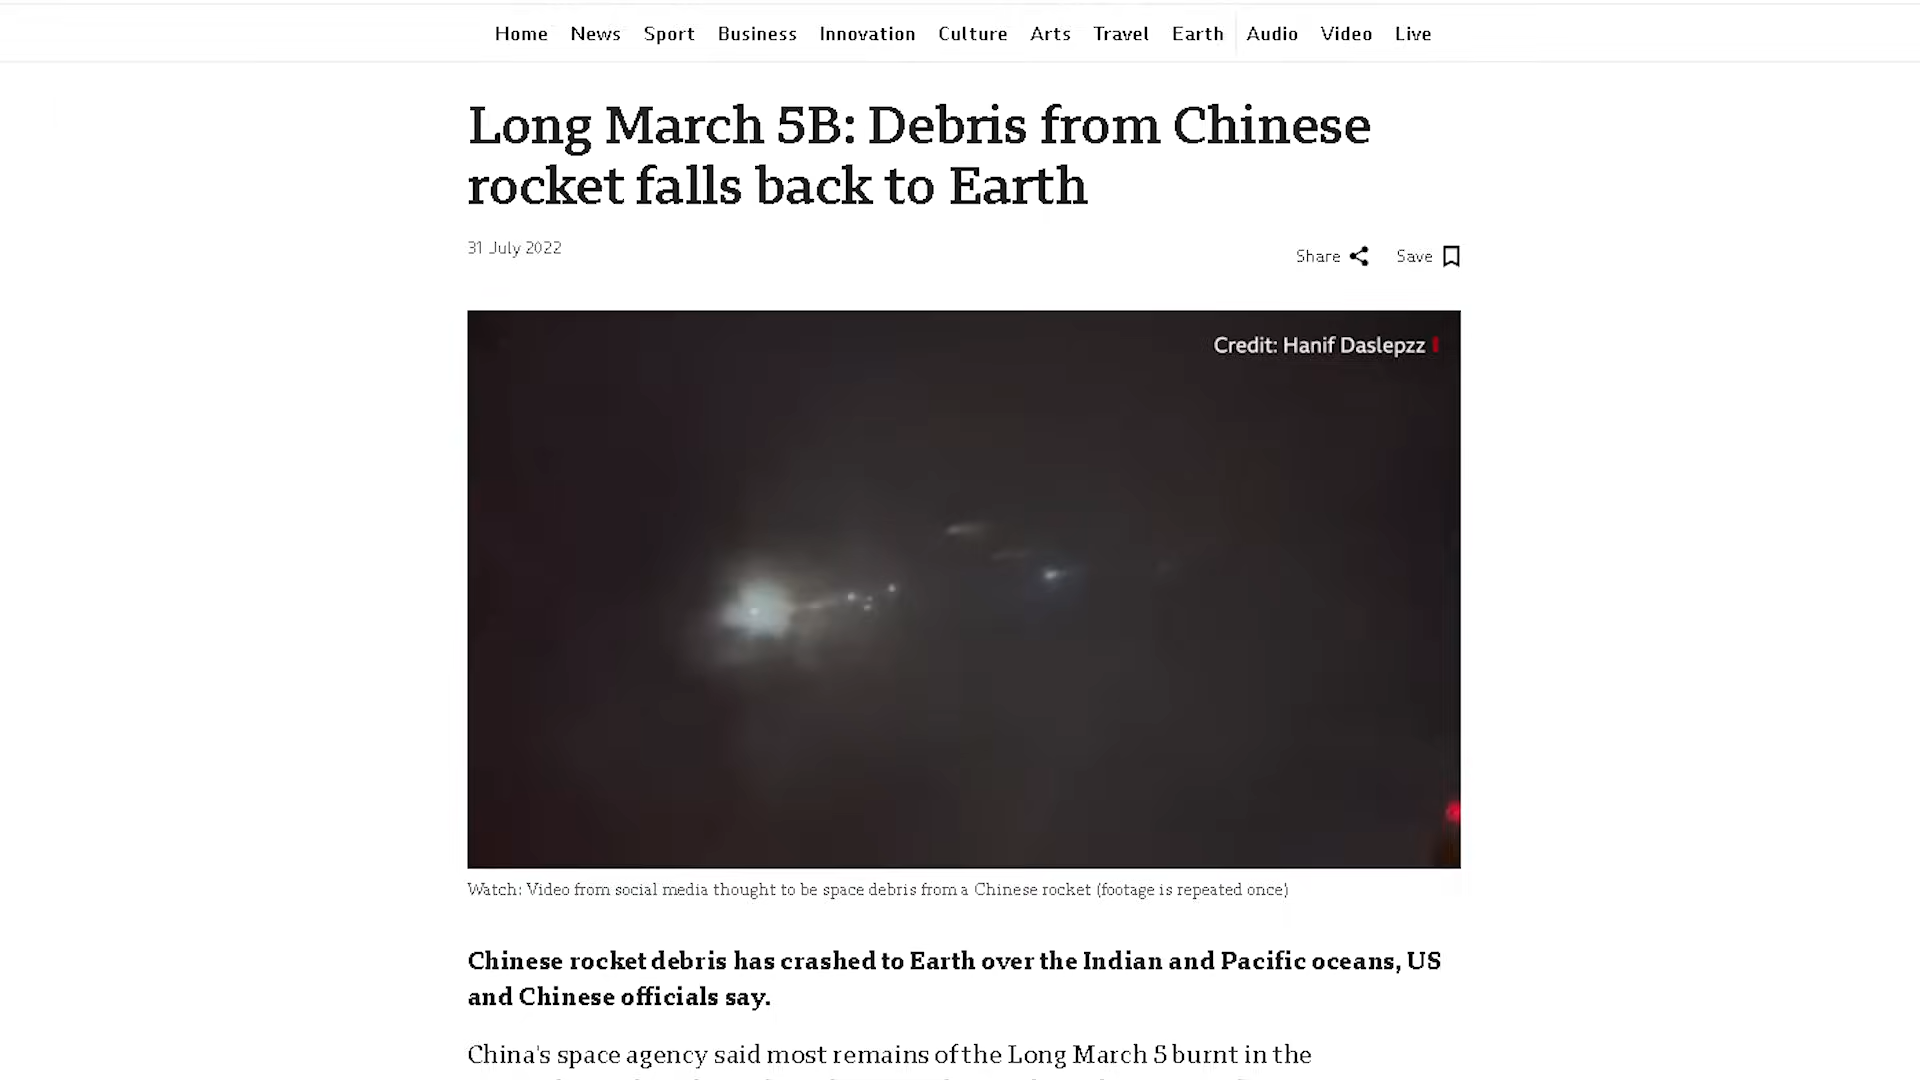 Home News Sport Business Innovation Culture Arts Travel Earth Audio Video Live
Long March 5B: Debris from Chinese
rocket falls back to Earth
31 July 2022
Share Save
Credit: Hanif Daslepzz
Watch: Video from social media thought to be space debris from a Chinese rocket (footage is repeated once)
Chinese rocket debris has crashed to Earth over the Indian and Pacific oceans, US
and Chinese officials say.
China's space agency said most remains of the Long March 5 burnt in the